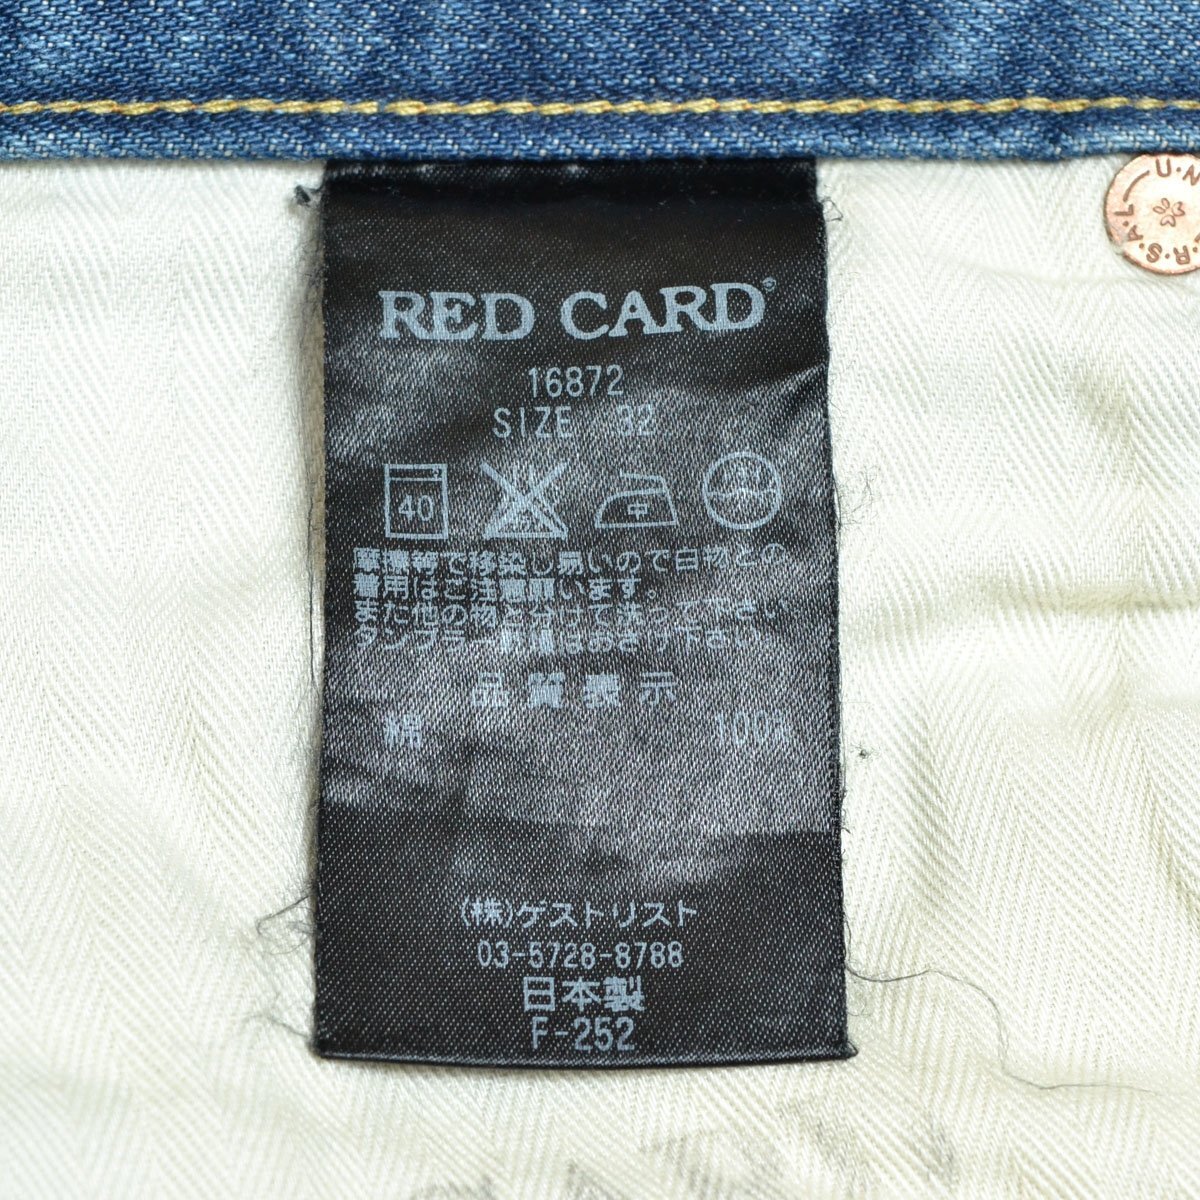 RED CARD®
16872
SIZE 32
40
中
摩擦等で移染し易いので白物との
着用はご注意願います。
また他の物と分けて洗って下さい
タンブラー乾燥はおさけ下さい
品質表示
綿 100%
(株)ゲストリスト
03-5728-8788
日本製
F-252